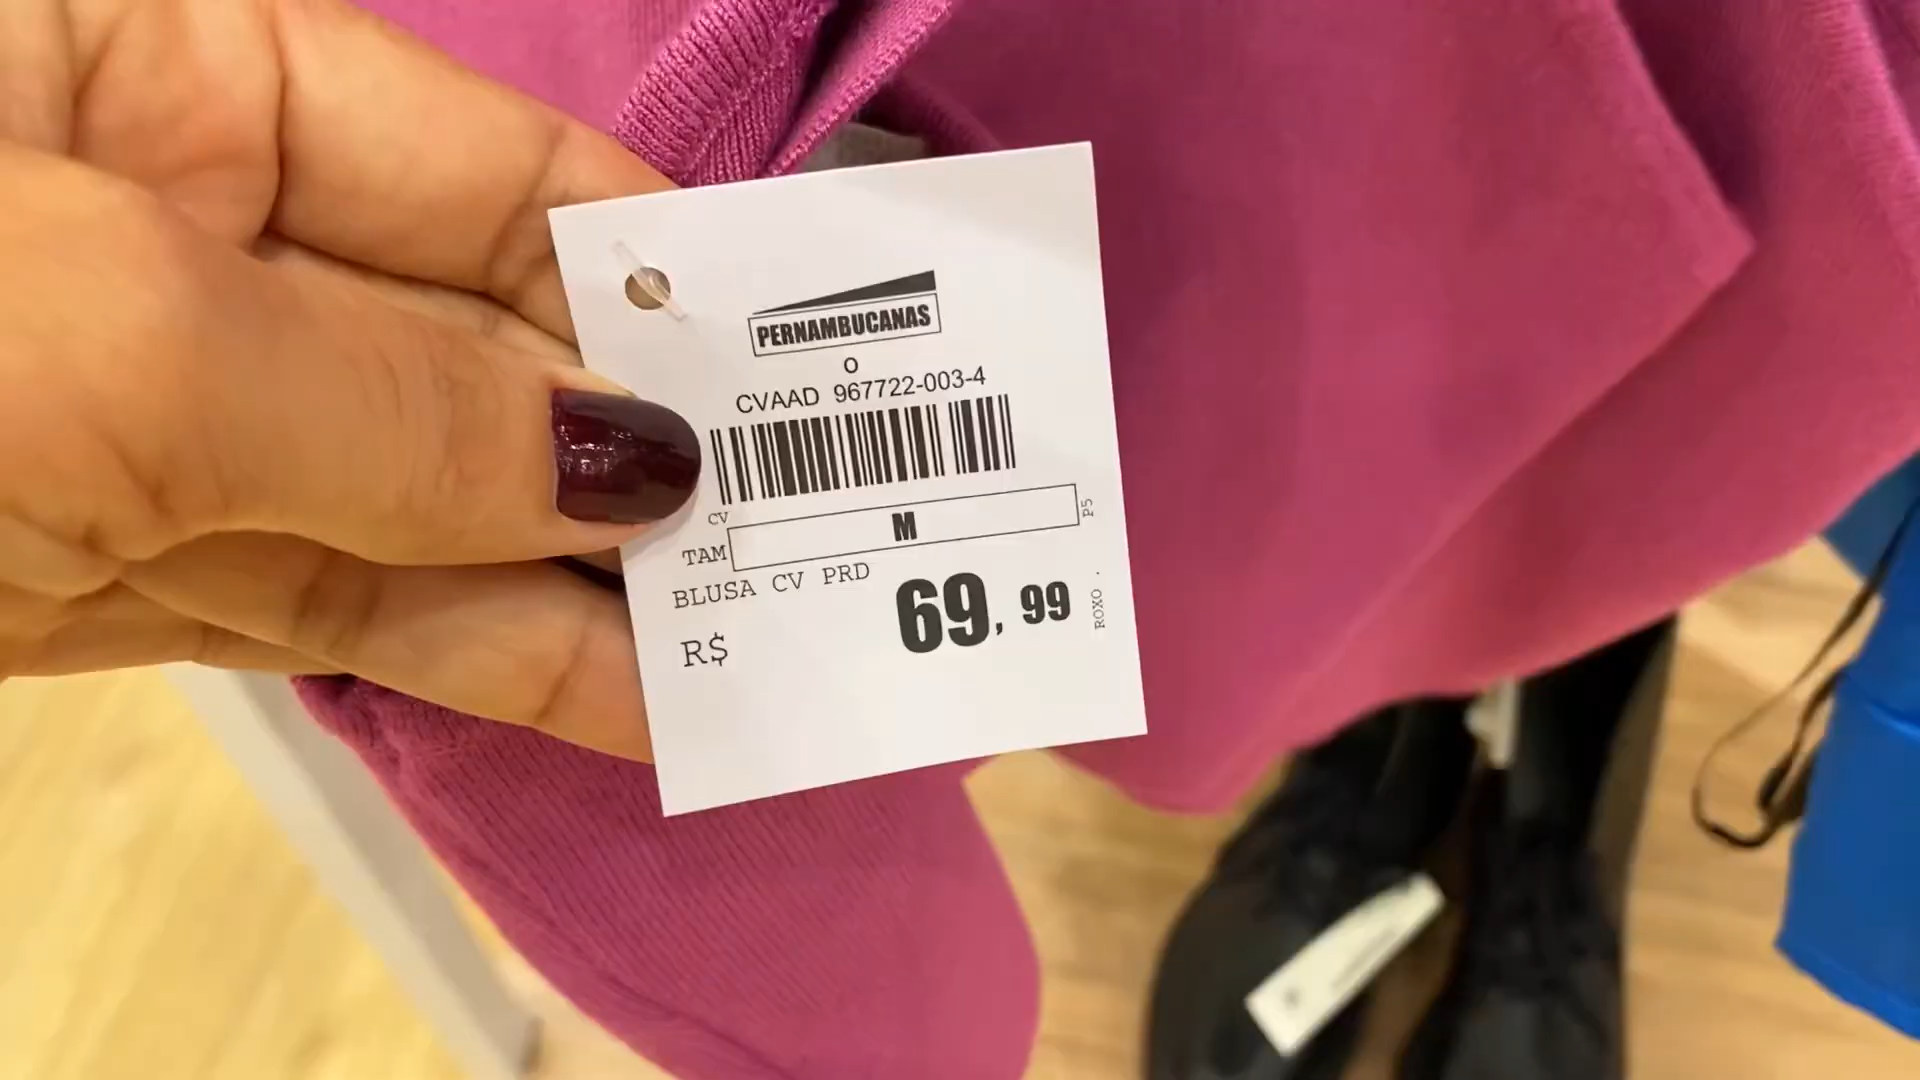 PERNAMBUCANAS
O
CVAAD 967722-003-4
CV
P5
TAM
M
BLUSA CV PRD
R$
69,99
ROXO .